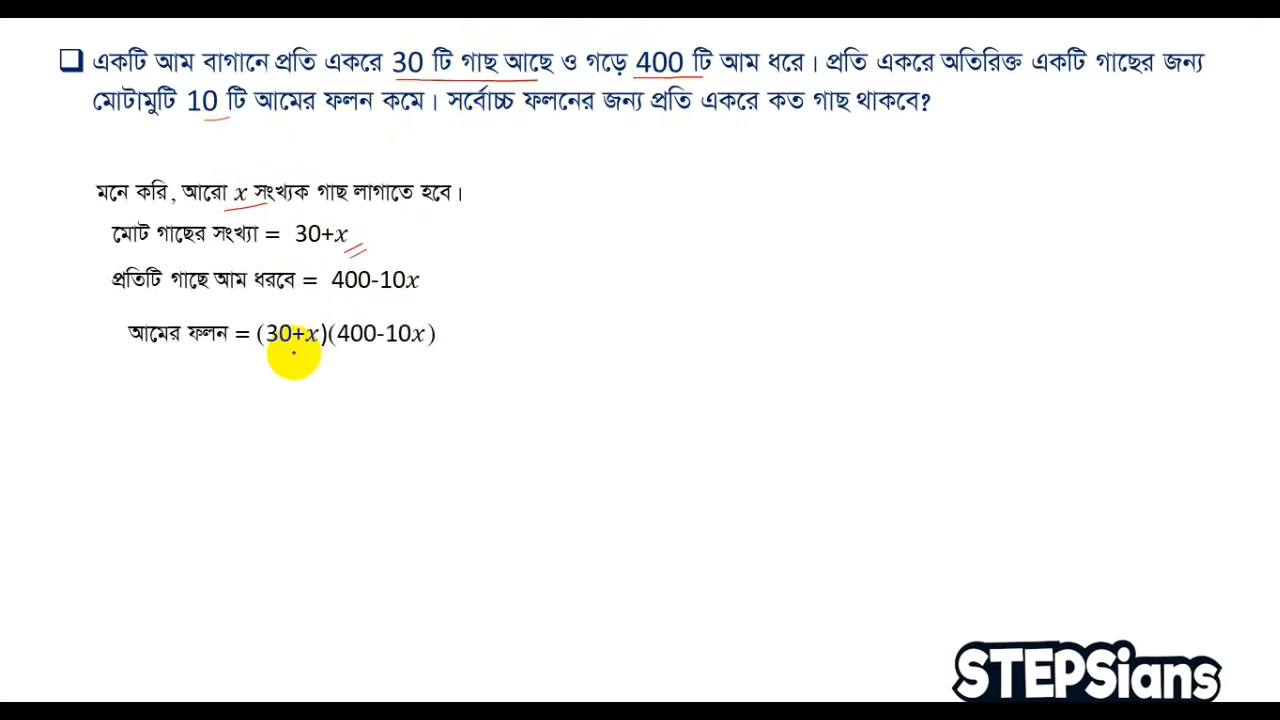 একটি আম বাগানে প্রতি একরে 30 টি গাছ আছে ও গড়ে 400 টি আম ধরে। প্রতি একরে অতিরিক্ত একটি গাছের জন্য
মোটামুটি 10 টি আমের ফলন কমে। সর্বোচ্চ ফলনের জন্য প্রতি একরে কত গাছ থাকবে?
মনে করি, আরো x সংখ্যক গাছ লাগাতে হবে।
মোট গাছের সংখ্যা = 30+x
প্রতিটি গাছে আম ধরবে = 400-10x
আমের ফলন = (30+x)(400-10x)
STEPSians